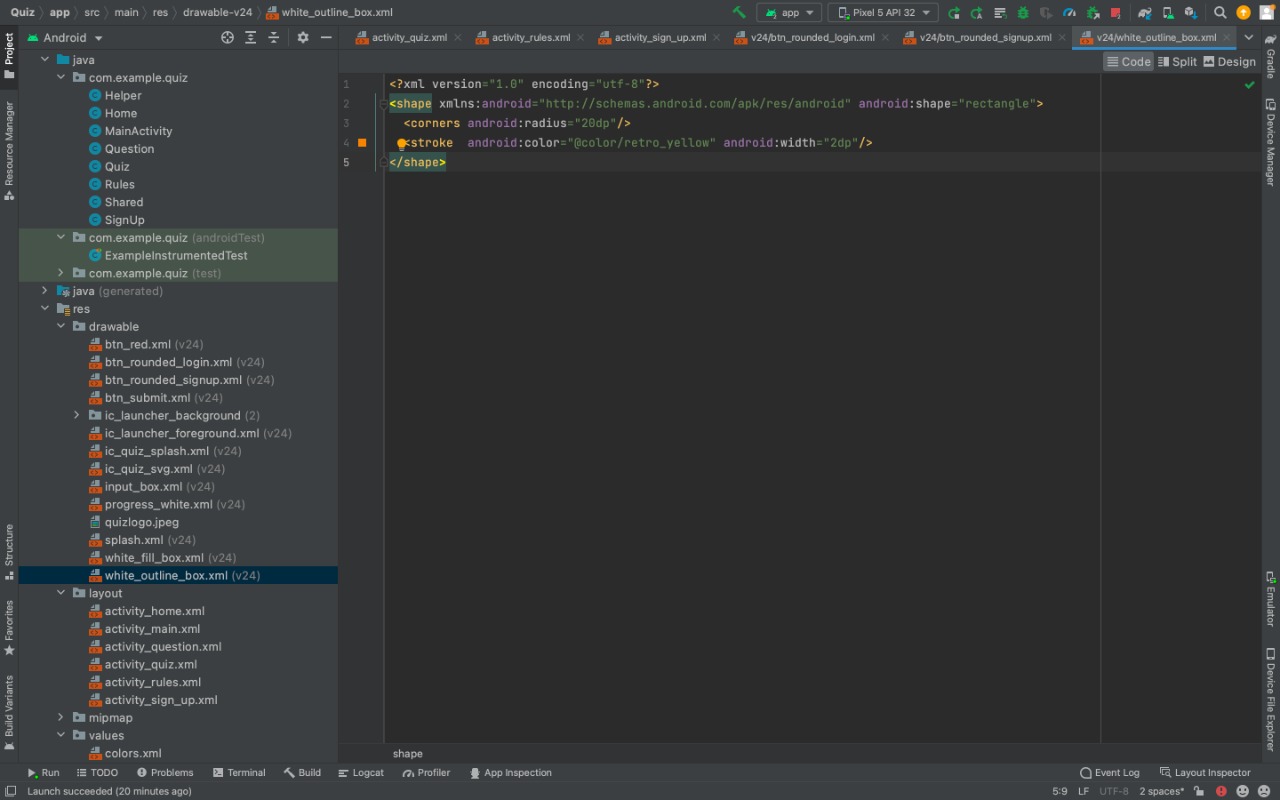 Quiz app src main res drawable-v24 white_outline_box.xml
app Pixel 5 API 32
Android
activity_quiz.xml activity_rules.xml activity_sign_up.xml v24/btn_rounded_login.xml v24/btn_rounded_signup.xml v24/white_outline_box.xml
Code Split Design
Project
Resource Manager
Structure
Favorites
Build Variants
java
com.example.quiz
Helper
Home
MainActivity
Question
Quiz
Rules
Shared
SignUp
com.example.quiz (androidTest)
ExampleInstrumentedTest
com.example.quiz (test)
java (generated)
res
drawable
btn_red.xml (v24)
btn_rounded_login.xml (v24)
btn_rounded_signup.xml (v24)
btn_submit.xml (v24)
ic_launcher_background (2)
ic_launcher_foreground.xml (v24)
ic_quiz_splash.xml (v24)
ic_quiz_svg.xml (v24)
input_box.xml (v24)
progress_white.xml (v24)
quizlogo.jpeg
splash.xml (v24)
white_fill_box.xml (v24)
white_outline_box.xml (v24)
layout
activity_home.xml
activity_main.xml
activity_question.xml
activity_quiz.xml
activity_rules.xml
activity_sign_up.xml
mipmap
values
colors.xml
1 <?xml version="1.0" encoding="utf-8"?>
2 <shape xmlns:android="http://schemas.android.com/apk/res/android" android:shape="rectangle">
3 <corners android:radius="20dp"/>
4 <stroke android:color="@color/retro_yellow" android:width="2dp"/>
5 </shape>
shape
Gradle
Device Manager
Emulator
Device File Explorer
Run TODO Problems Terminal Build Logcat Profiler App Inspection Event Log Layout Inspector
Launch succeeded (20 minutes ago) 5:9 LF UTF-8 2 spaces*